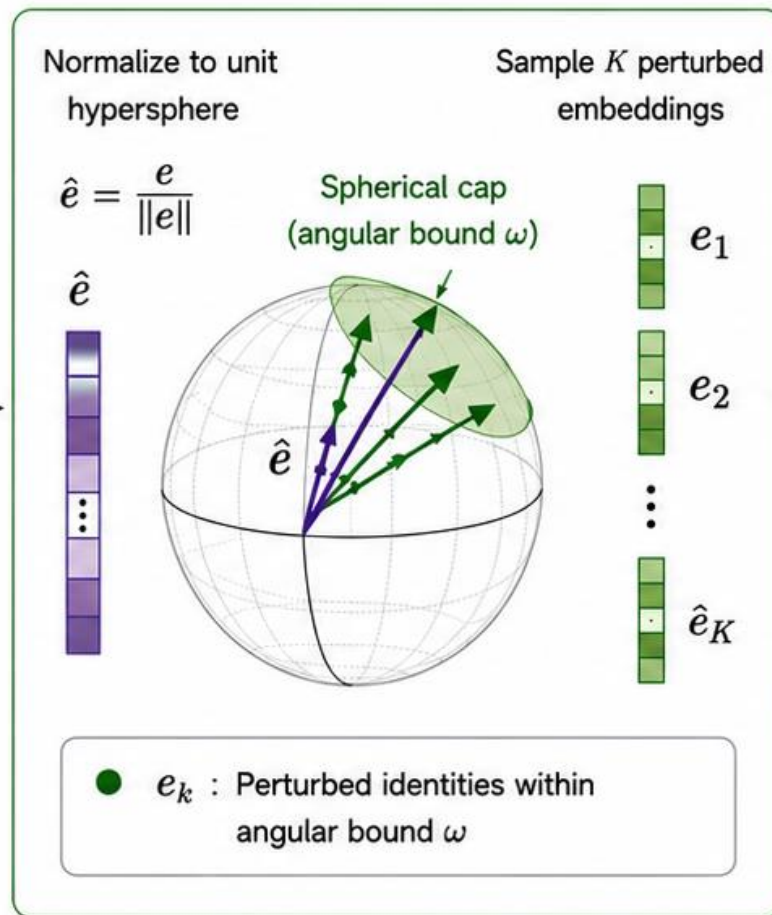 Normalize to unit
hypersphere
ê = e / ||e||
ê
⋮
Sample K perturbed
embeddings
Spherical cap
(angular bound ω)
ê
e₁
e₂
⋮
ê_K
e_k : Perturbed identities within
angular bound ω